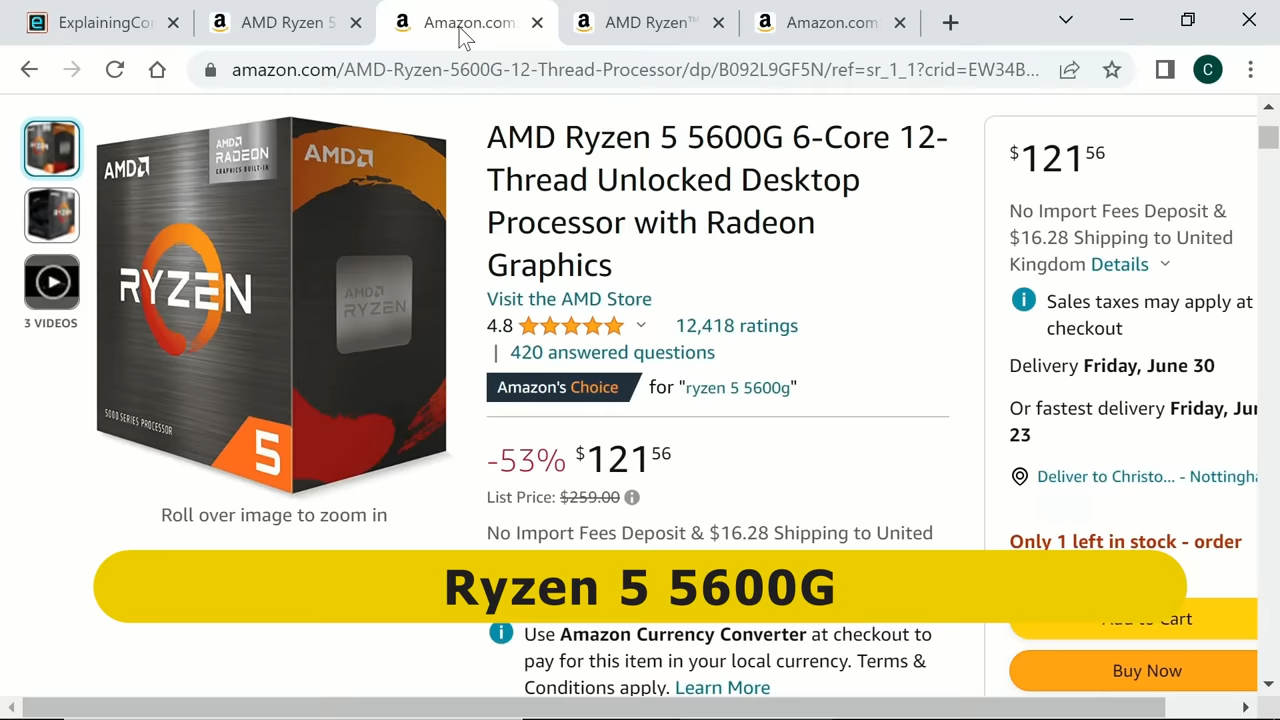 ExplainingCo
AMD Ryzen 5
Amazon.com
AMD Ryzen™
Amazon.com
amazon.com/AMD-Ryzen-5600G-12-Thread-Processor/dp/B092L9GF5N/ref=sr_1_1?crid=EW34B...
C
AMD
AMD
RADEON
GRAPHICS BUILT-IN
AMD
RYZEN
AMD
RYZEN
5000 SERIES PROCESSOR
5
3 VIDEOS
Roll over image to zoom in
AMD Ryzen 5 5600G 6-Core 12-
Thread Unlocked Desktop
Processor with Radeon
Graphics
Visit the AMD Store
4.8
12,418 ratings
| 420 answered questions
Amazon's Choice for "ryzen 5 5600g"
-53% $121 56
List Price: $259.00
No Import Fees Deposit & $16.28 Shipping to United
Ryzen 5 5600G
Use Amazon Currency Converter at checkout to
pay for this item in your local currency. Terms &
Conditions apply. Learn More
$121 56
No Import Fees Deposit &
$16.28 Shipping to United
Kingdom Details
Sales taxes may apply at
checkout
Delivery Friday, June 30
Or fastest delivery Friday, Jun
23
Deliver to Christo... - Nottingha
Only 1 left in stock - order
Add to Cart
Buy Now